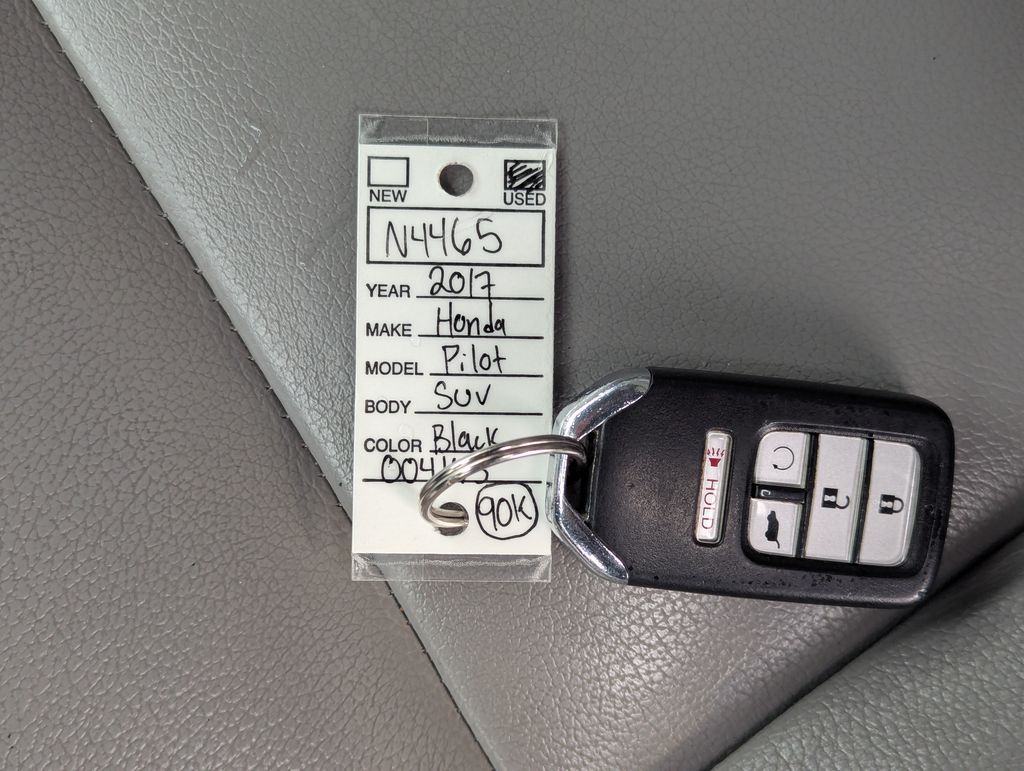 NEW USED
N4465
YEAR 2017
MAKE Honda
MODEL Pilot
BODY SUV
COLOR Black
90K
HOLD